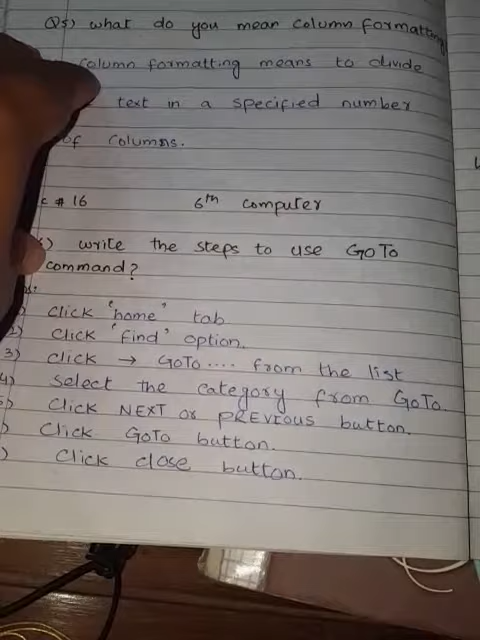 Q5) what do you mean column formatting
column formatting means to divide
text in a specified number
of columns.
# 16 6th computer
) write the steps to use GOTO
command?
) click 'home' tab
2) click 'find' option.
3) click → GOTO.... from the list
4) select the category from GOTO
5) click NEXT or PREVIOUS button.
) click GOTO button.
) click close button.